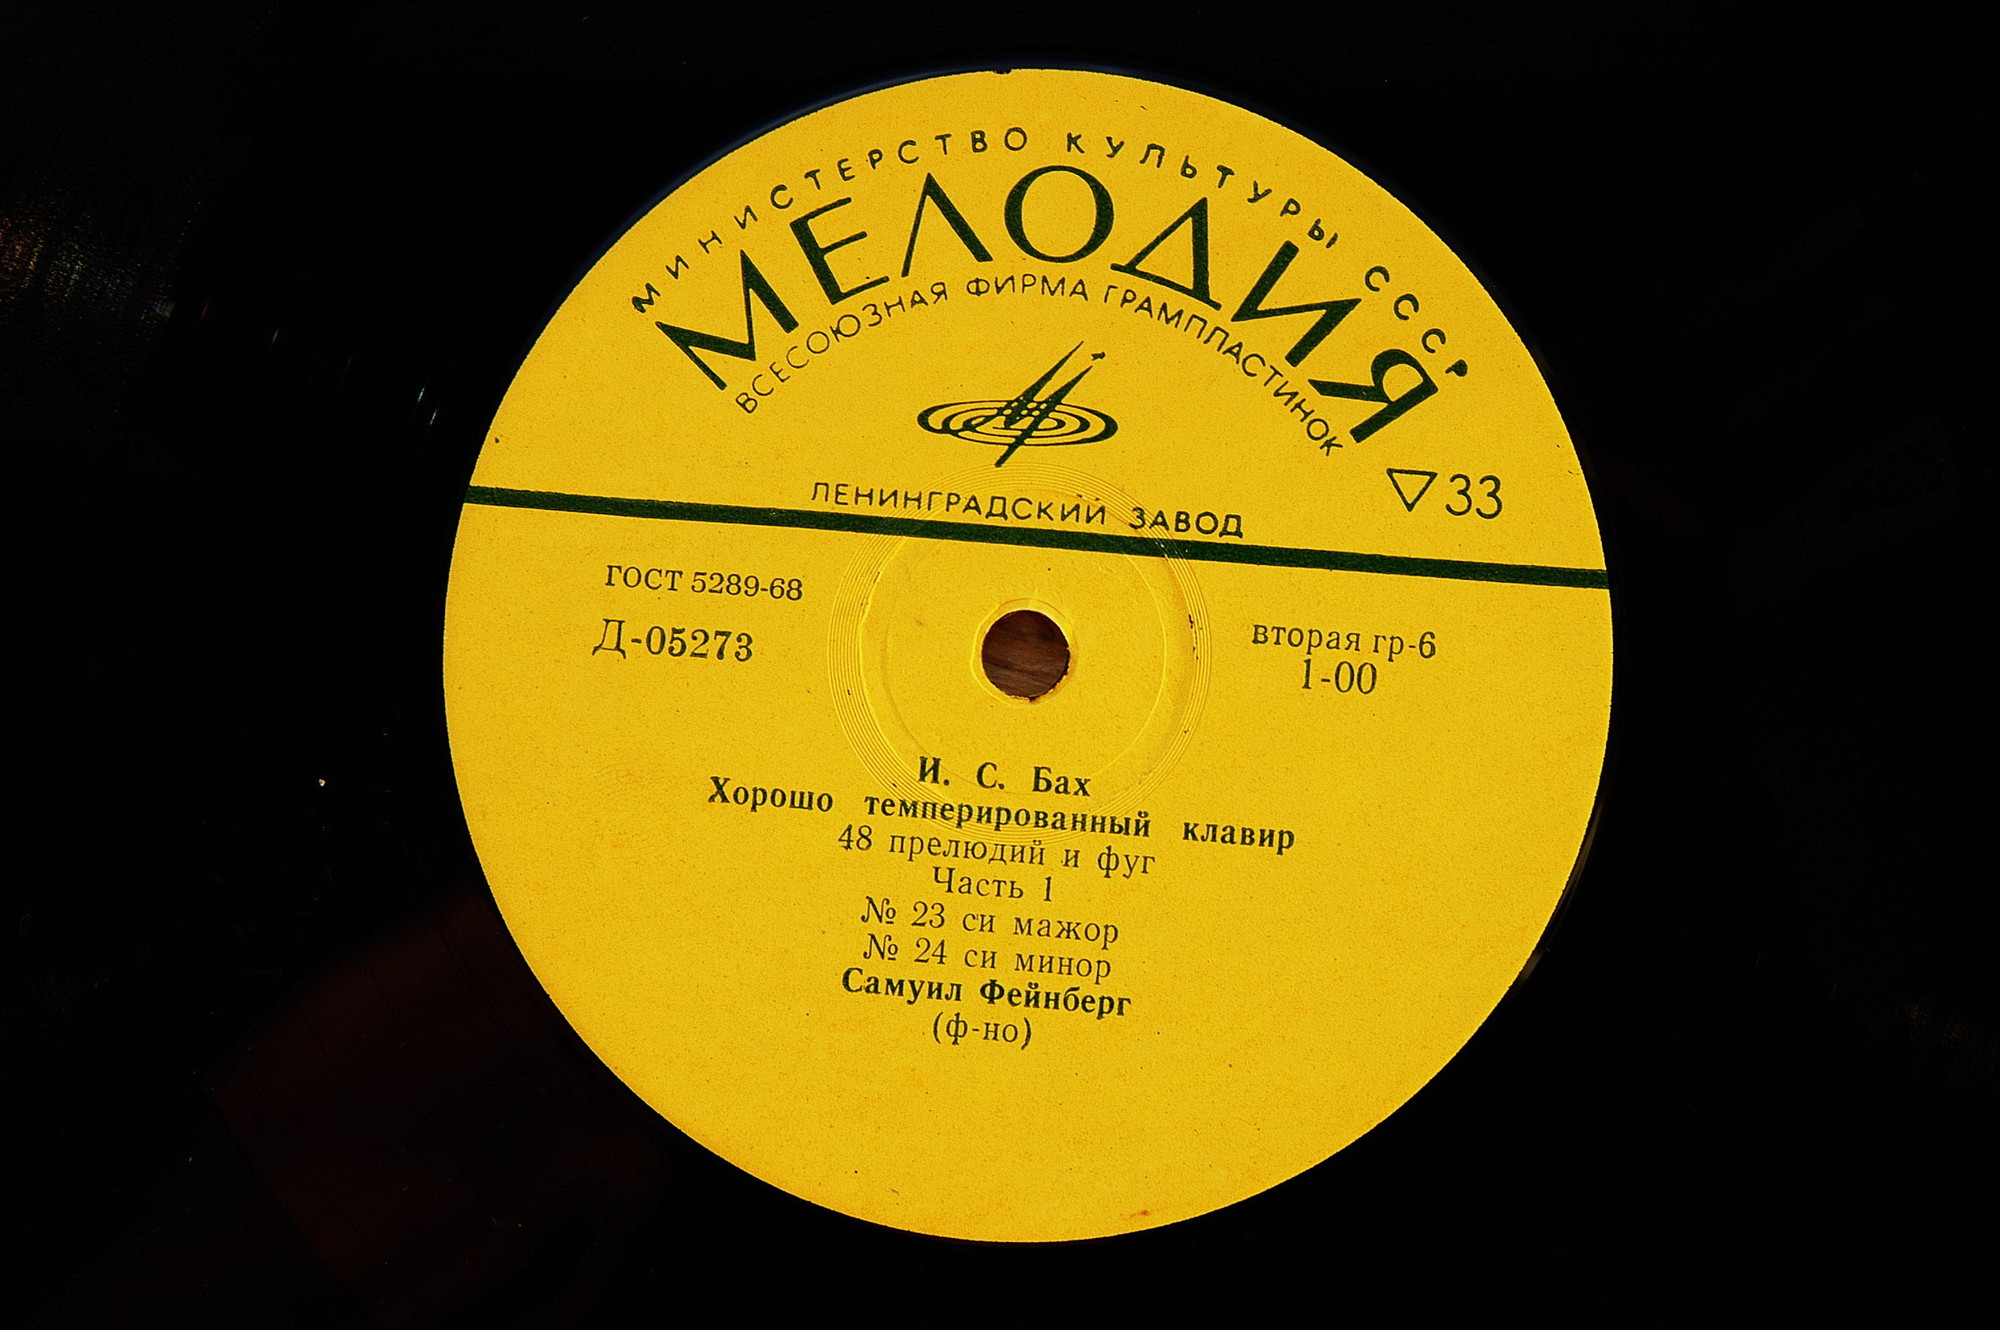 МИНИСТЕРСТВО КУЛЬТУРЫ СССР
МЕЛОДИЯ
ВСЕСОЮЗНАЯ ФИРМА ГРАМПЛАСТИНОК
33
ЛЕНИНГРАДСКИЙ ЗАВОД
ГОСТ 5289-68
Д-05273
вторая гр-6
1-00
И. С. Бах
Хорошо темперированный клавир
48 прелюдий и фуг
Часть 1
№ 23 си мажор
№ 24 си минор
Самуил Фейнберг
(ф-но)